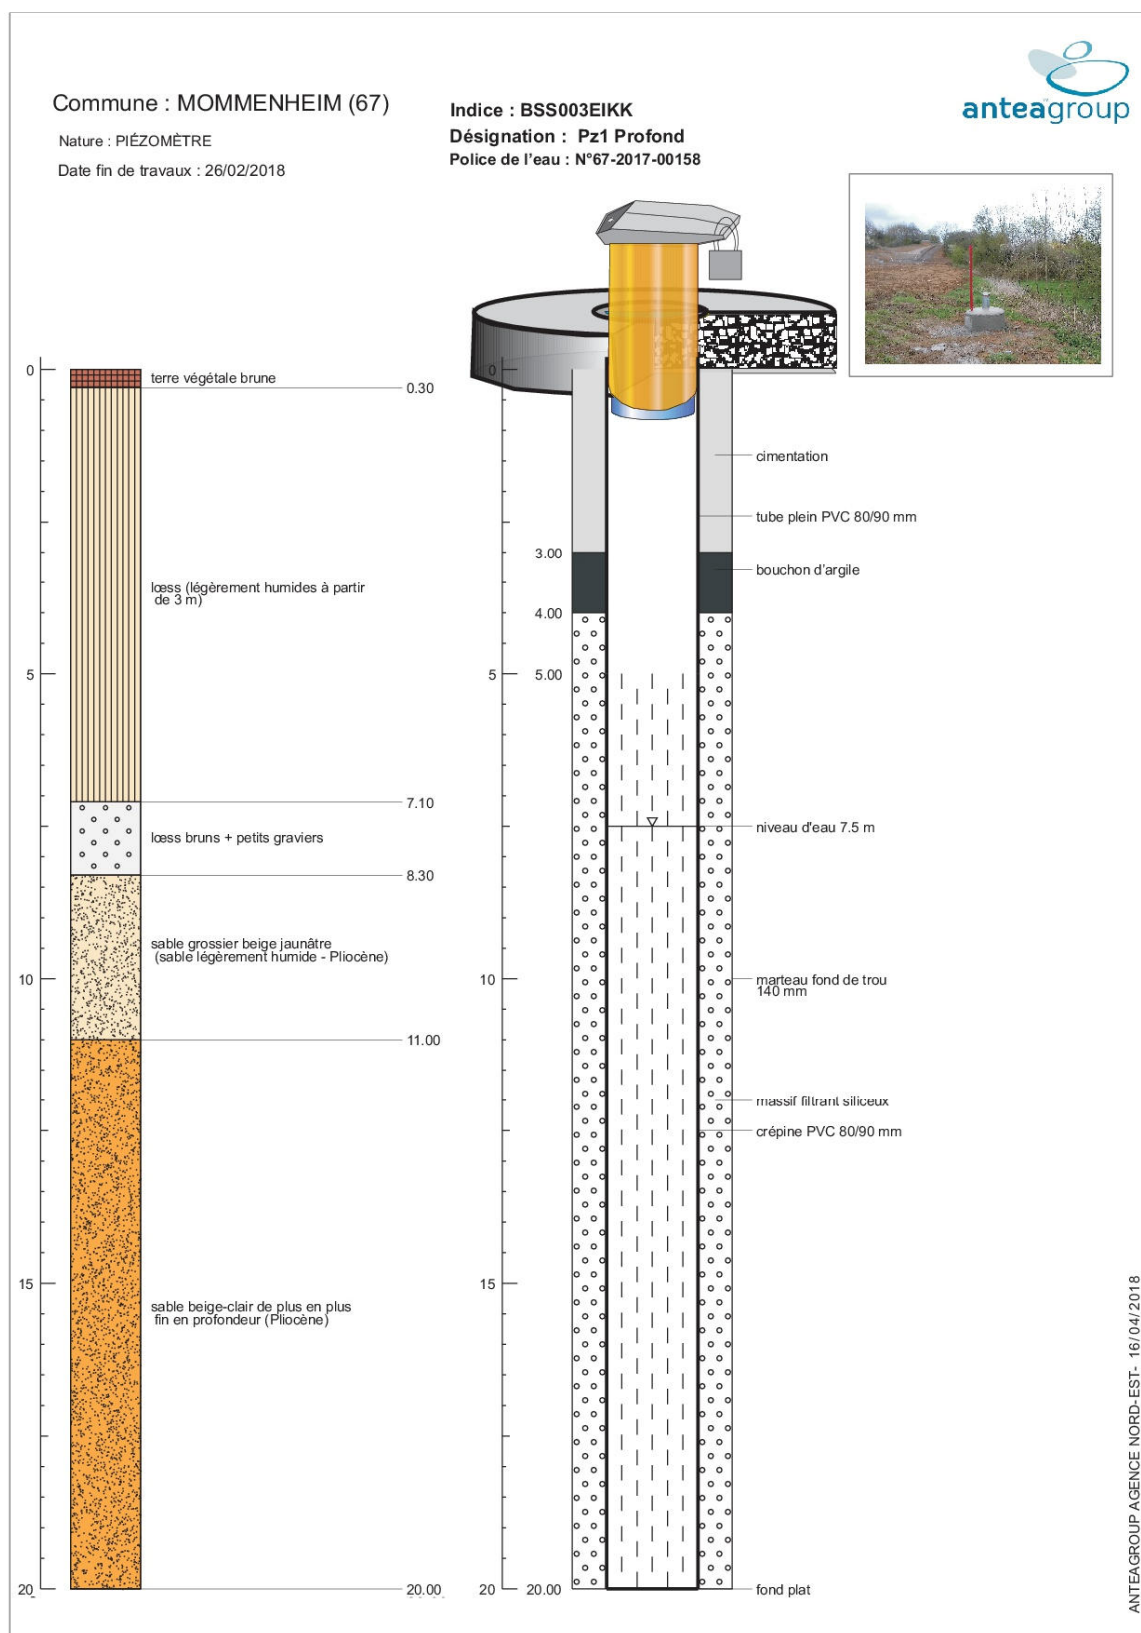 Commune : MOMMENHEIM (67)
Nature : PIÉZOMÈTRE
Date fin de travaux : 26/02/2018
Indice : BSS003EIKK
Désignation : Pz1 Profond
Police de l'eau : N°67-2017-00158
anteagroup
0
5
10
15
20
terre végétale brune
0.30
lœss (légèrement humides à partir
de 3 m)
7.10
lœss bruns + petits graviers
8.30
sable grossier beige jaunâtre
(sable légèrement humide - Pliocène)
11.00
sable beige-clair de plus en plus
fin en profondeur (Pliocène)
20.00
0
5
10
15
20
3.00
4.00
5.00
20.00
cimentation
tube plein PVC 80/90 mm
bouchon d'argile
niveau d'eau 7.5 m
marteau fond de trou
140 mm
massif filtrant siliceux
crépine PVC 80/90 mm
fond plat
ANTEAGROUP AGENCE NORD-EST- 16/04/2018